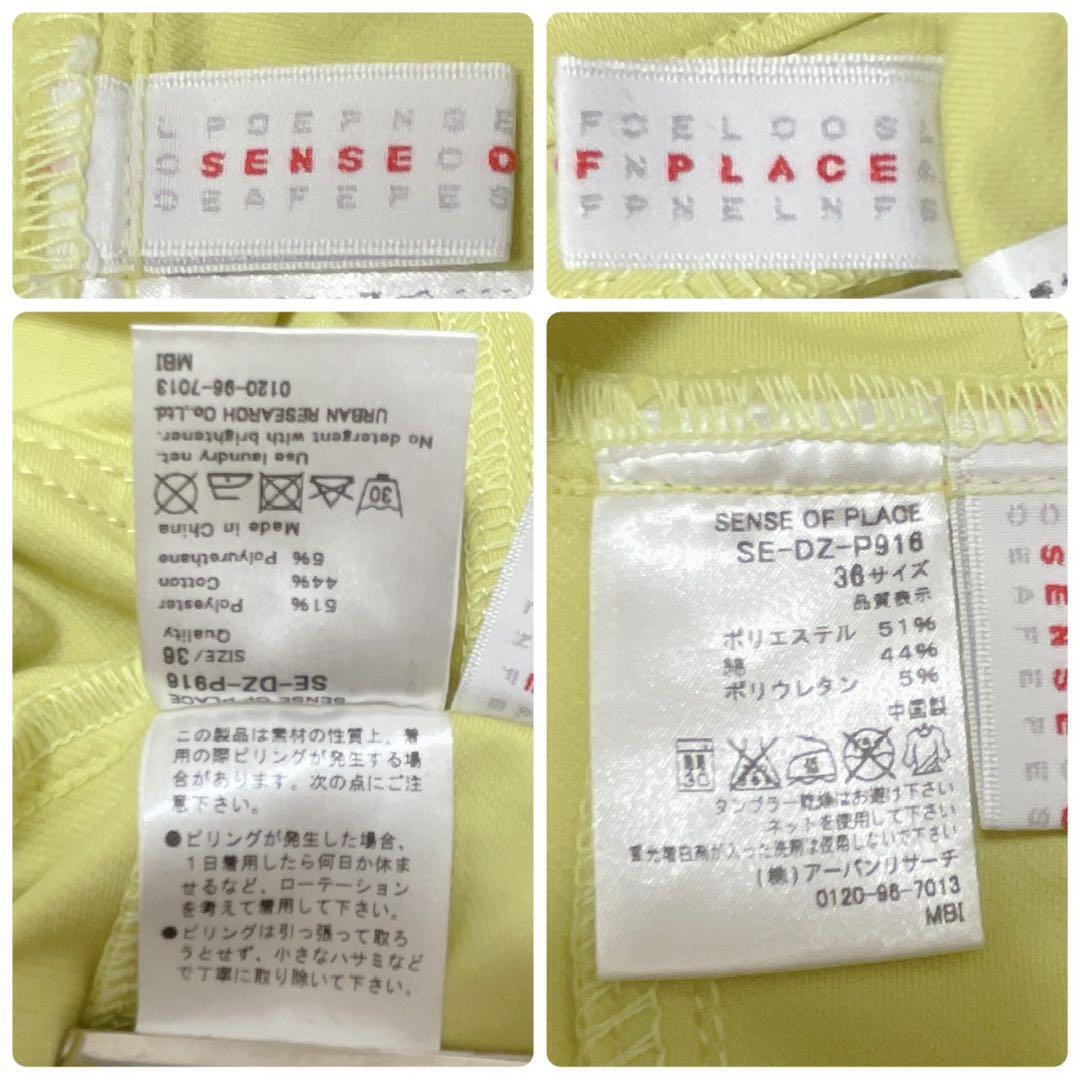 J P O E F N G E
SENSE O
F O E L O O S L
F PLACE
SENSE OF PLACE
SE-DZ-P916
SIZE/36
Quality
Polyester 51%
Cotton 44%
Polyurethane 5%
Made in China
30
Use laundry net.
No detergent with brightener.
URBAN RESEARCH Co.,Ltd.
0120-96-7013
MBI
この製品は素材の性質上、着
用の際ピリングが発生する場
合があります。次の点にご注
意下さい。
●ピリングが発生した場合、
1日着用したら何日か休ま
せるなど、ローテーション
を考えて着用して下さい。
●ピリングは引っ張って取ろ
うとせず、小さなハサミなど
で丁寧に取り除いて下さい。
SENSE OF PLACE
SE-DZ-P916
36サイズ
品質表示
ポリエステル 51%
綿 44%
ポリウレタン 5%
中国製
30
タンブラー乾燥はお避け下さい
ネットを使用して下さい
蛍光増白剤が入った洗剤は使用しないで下さい
(株)アーバンリサーチ
0120-96-7013
MBI